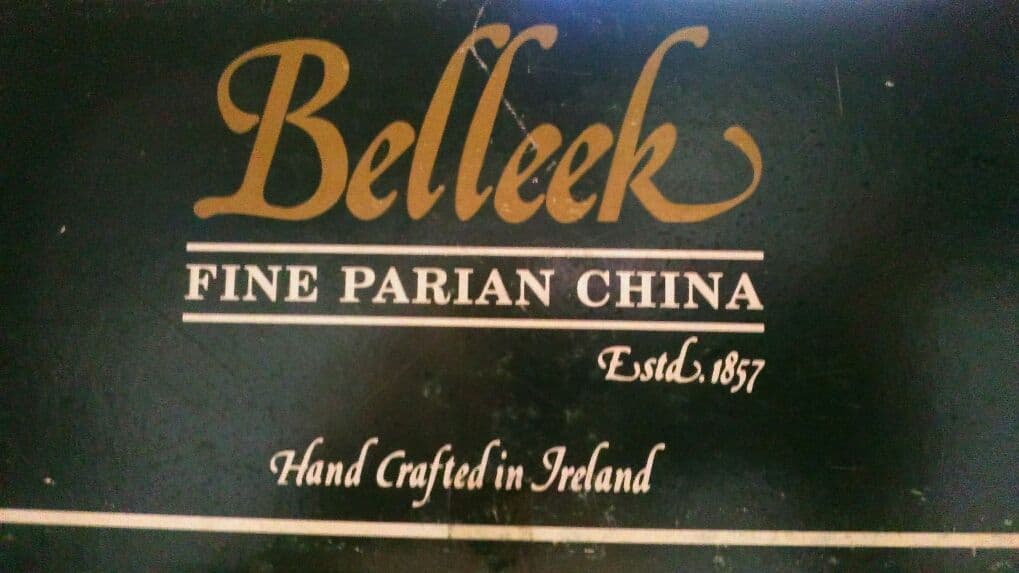 Belleek
FINE PARIAN CHINA
Estd. 1857
Hand Crafted in Ireland